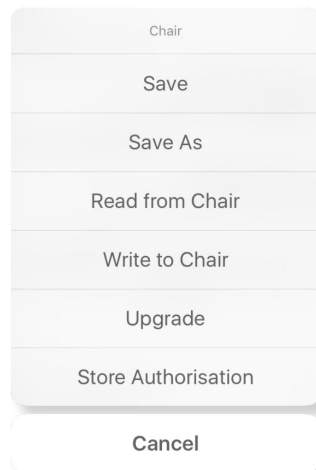 Chair
Save
Save As
Read from Chair
Write to Chair
Upgrade
Store Authorisation
Cancel